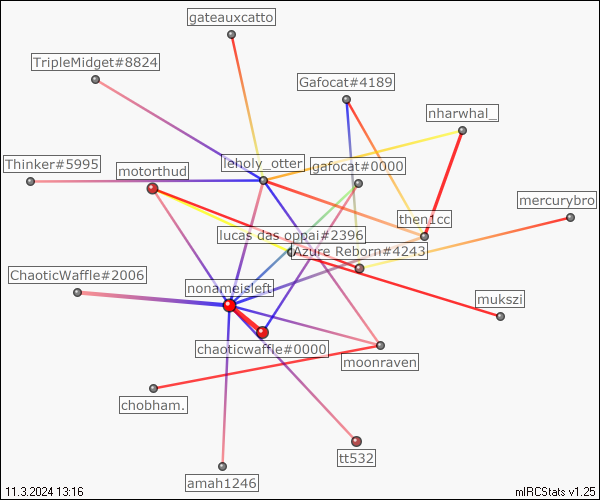 gateauxcatto
TripleMidget#8824
Gafocat#4189
nharwhal_
Thinker#5995
motorthud
leholy_otter
gafocat#0000
mercurybro
then1cc
lucas das oppai#2396
Azure Reborn#4243
ChaoticWaffle#2006
nonameisleft
mukszi
chaoticwaffle#0000
moonraven
chobham.
tt532
amah1246
11.3.2024 13:16
mIRCStats v1.25